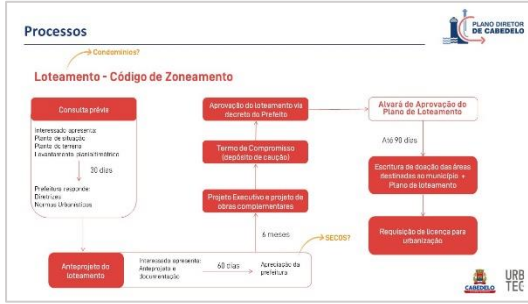 Processos
PLANO DIRETOR
DE CABEDELO
Condomínios?
Loteamento - Código de Zoneamento
Consulta prévia
Interessado apresenta:
Planta de situação
Planta do terreno
Levantamento planialtimétrico
30 dias
Prefeitura responde:
Diretrizes
Normas Urbanísticas
Anteprojeto do
loteamento
Interessado apresenta:
Anteprojeto e
documentação
60 dias
Apreciação da
prefeitura
SECOS?
6 meses
Projeto Executivo e projeto de
obras complementares
Termo de Compromisso
(depósito de caução)
Aprovação do loteamento via
decreto do Prefeito
Alvará de Aprovação do
Plano de Loteamento
Até 90 dias
Escritura de doação das áreas
destinadas ao município +
Plano de loteamento
Requisição de licença para
urbanização
CABEDELO
URB
TEC